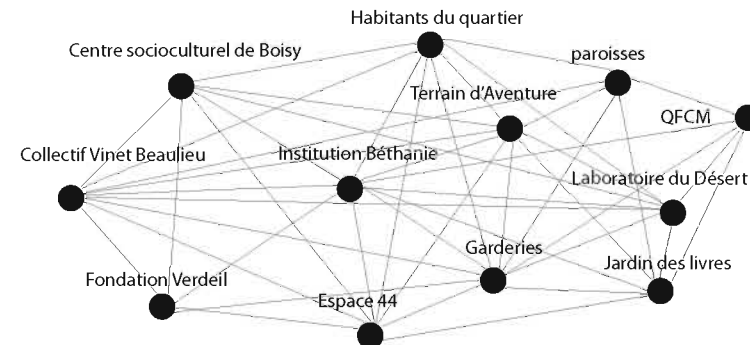 Habitants du quartier
Centre socioculturel de Boisy
paroisses
Terrain d'Aventure
QFCM
Collectif Vinet Beaulieu
Institution Béthanie
Laboratoire du Désert
Garderies
Jardin des livres
Fondation Verdeil
Espace 44